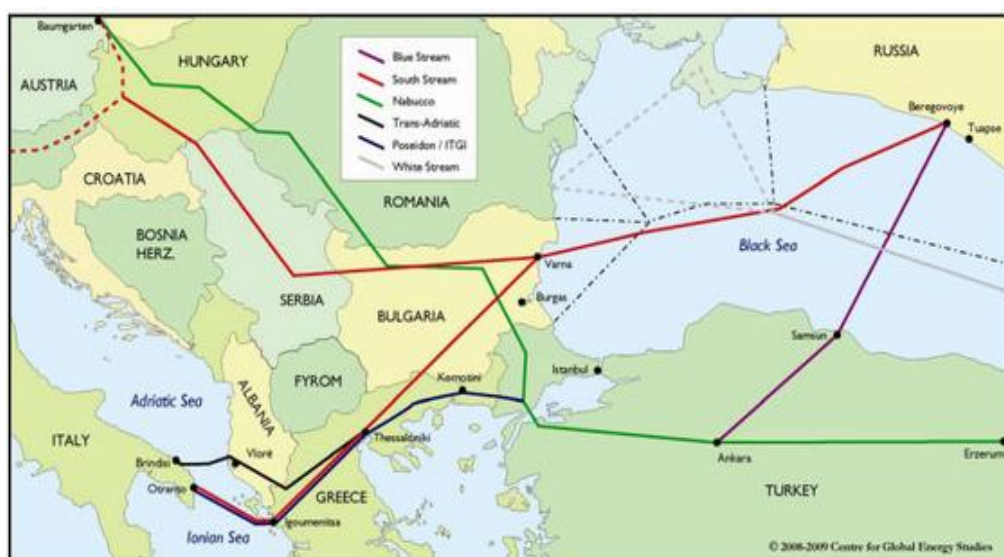 Baumgarten
AUSTRIA
HUNGARY
Blue Stream
South Stream
Nabucco
Trans-Adriatic
Poseidon / ITGI
White Stream
RUSSIA
Beregovoye
Tuapse
CROATIA
ROMANIA
BOSNIA
HERZ.
SERBIA
Varna
Black Sea
BULGARIA
Burgas
Samsun
FYROM
Istanbul
Komotini
ALBANIA
Adriatic Sea
ITALY
Vlorë
Thessaloniki
Brindisi
Ankara
Erzerum
Otranto
GREECE
TURKEY
Igoumenitsa
Ionian Sea
© 2008-2009 Centre for Global Energy Studies